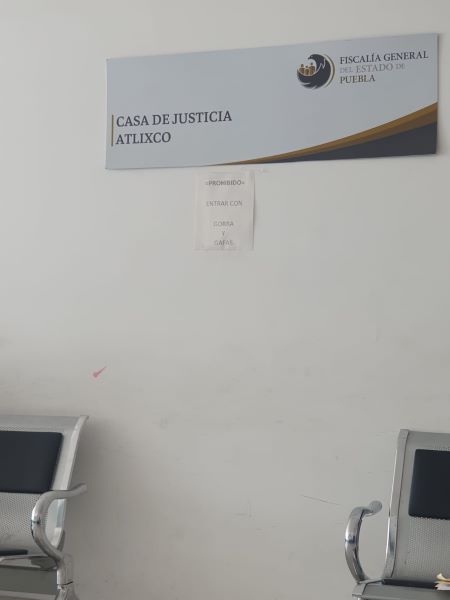 FISCALÍA GENERAL
DEL ESTADO DE
PUEBLA
CASA DE JUSTICIA
ATLIXCO
=PROHIBIDO=
ENTRAR CON
GORRA
Y
GAFAS